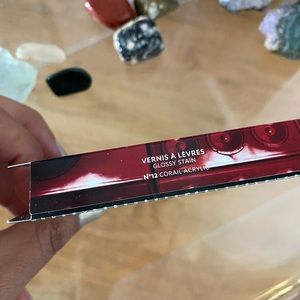 VERNIS À LÈVRES
GLOSSY STAIN
N°12 CORAIL ACRYLIC